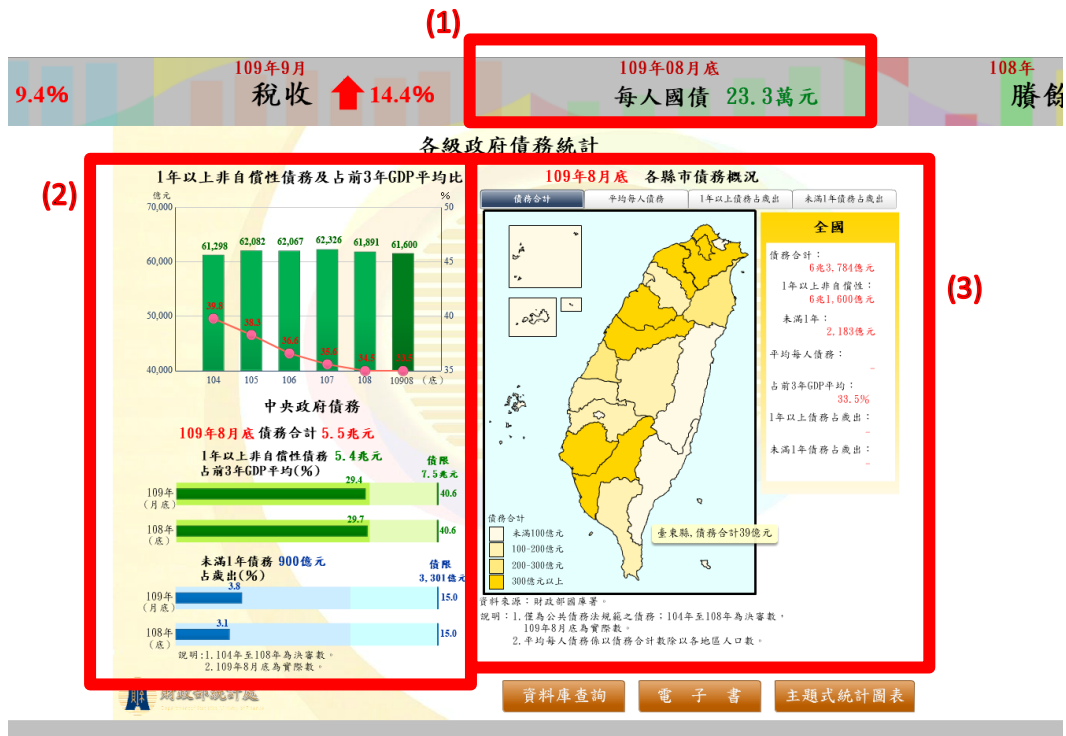 (1)
9.4%
109年9月
稅收 14.4%
109年08月底
每人國債 23.3萬元
108年
賸餘
各級政府債務統計
(2)
1年以上非自償性債務及占前3年GDP平均比
億元 %
70,000 50
61,298 62,082 62,067 62,326 61,891 61,600
60,000 45
50,000 40
39.8 38.3 36.6 35.6 34.5 33.5
40,000 35
104 105 106 107 108 10908 (底)
中央政府債務
109年8月底 債務合計 5.5兆元
1年以上非自償性債務 5.4兆元
占前3年GDP平均(%)
債限
7.5兆元
29.4
109年
(月底)
40.6
29.7
108年
(底)
40.6
未滿1年債務 900億元
占歲出(%)
債限
3,301億元
3.8
109年
(月底)
15.0
3.1
108年
(底)
15.0
說明:1.104年至108年為決審數。
2.109年8月底為實際數。
財政部統計處
(3)
109年8月底 各縣市債務概況
債務合計 平均每人債務 1年以上債務占歲出 未滿1年債務占歲出
全國
債務合計：
6兆3,784億元
1年以上非自償性：
6兆1,600億元
未滿1年：
2,183億元
平均每人債務：
-
占前3年GDP平均：
33.5%
1年以上債務占歲出：
-
未滿1年債務占歲出：
-
債務合計
未滿100億元
100-200億元
200-300億元
300億元以上
臺東縣,債務合計39億元
資料來源：財政部國庫署。
說明：1.僅為公共債務法規範之債務；104年至108年為決審數，
109年8月底為實際數。
2.平均每人債務係以債務合計數除以各地區人口數。
資料庫查詢 電 子 書 主題式統計圖表